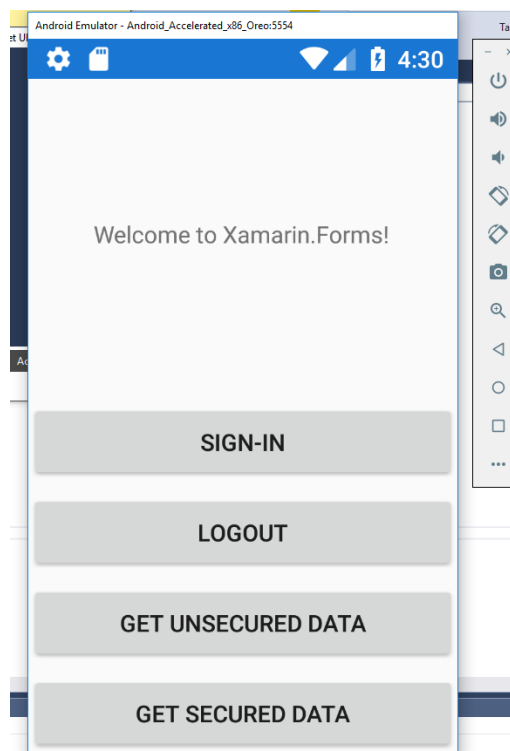 Android Emulator - Android_Accelerated_x86_Oreo:5554
4:30
Welcome to Xamarin.Forms!
SIGN-IN
LOGOUT
GET UNSECURED DATA
GET SECURED DATA